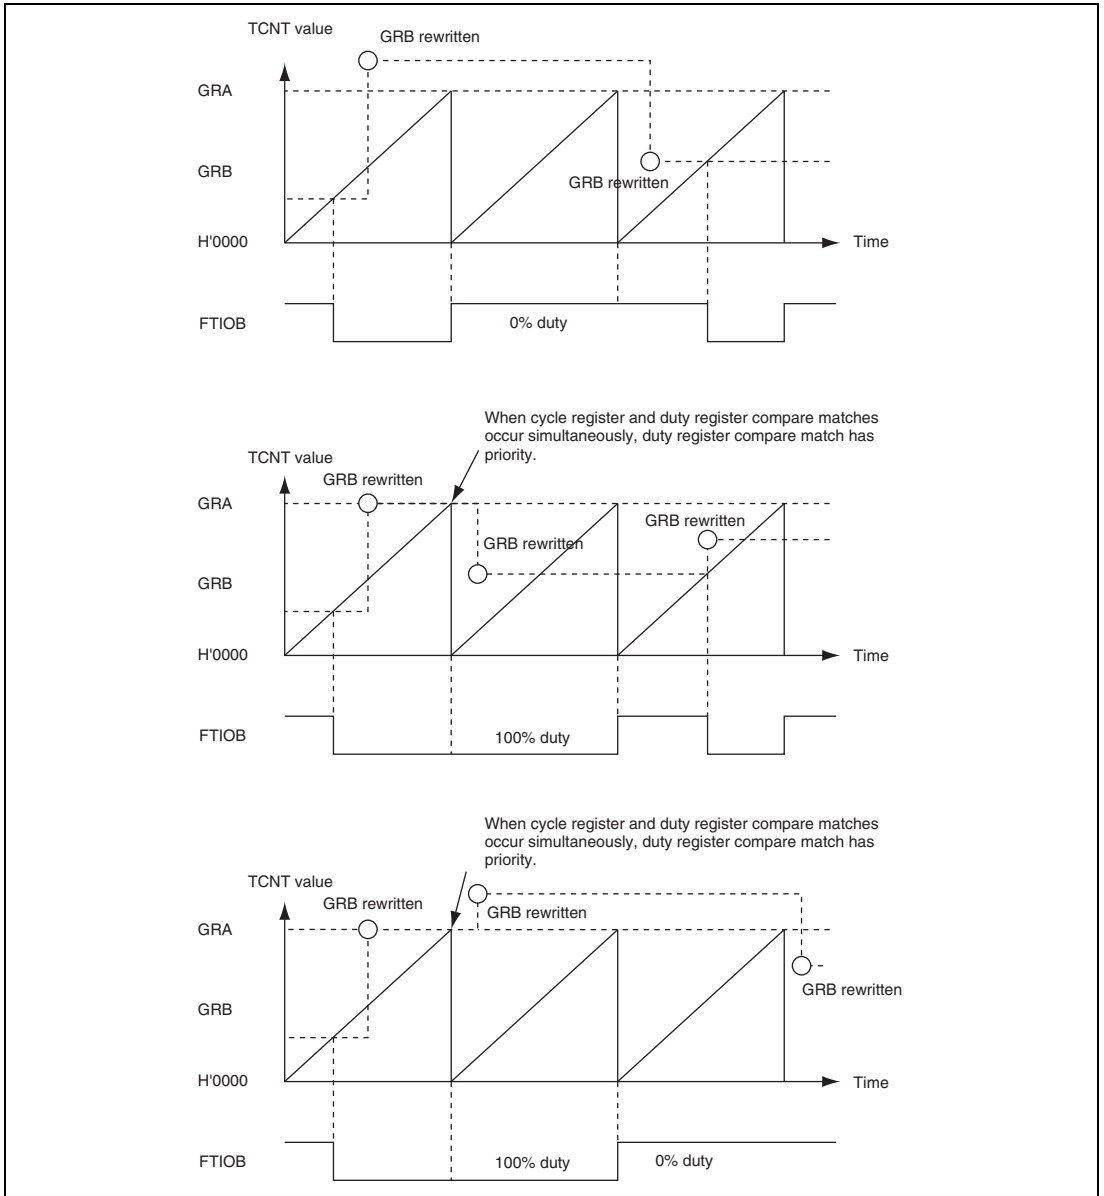 TCNT value
GRB rewritten
GRA
GRB
GRB rewritten
H'0000
Time
FTIOB
0% duty
When cycle register and duty register compare matches
occur simultaneously, duty register compare match has
priority.
TCNT value
GRB rewritten
GRA
GRB rewritten
GRB rewritten
GRB
H'0000
Time
FTIOB
100% duty
When cycle register and duty register compare matches
occur simultaneously, duty register compare match has
priority.
TCNT value
GRB rewritten
GRB rewritten
GRA
GRB rewritten
GRB
H'0000
Time
FTIOB
100% duty
0% duty